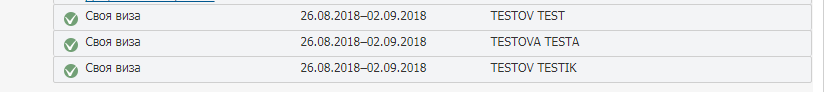 Своя виза 26.08.2018–02.09.2018 TESTOV TEST
Своя виза 26.08.2018–02.09.2018 TESTOVA TESTA
Своя виза 26.08.2018–02.09.2018 TESTOV TESTIK